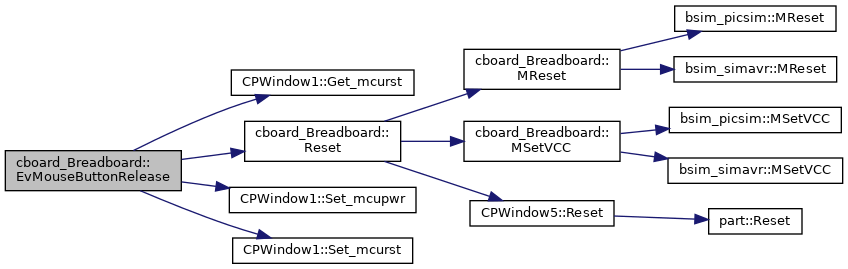 cboard_Breadboard::
EvMouseButtonRelease
CPWindow1::Get_mcurst
cboard_Breadboard::
Reset
CPWindow1::Set_mcupwr
CPWindow1::Set_mcurst
cboard_Breadboard::
MReset
cboard_Breadboard::
MSetVCC
CPWindow5::Reset
bsim_picsim::MReset
bsim_simavr::MReset
bsim_picsim::MSetVCC
bsim_simavr::MSetVCC
part::Reset